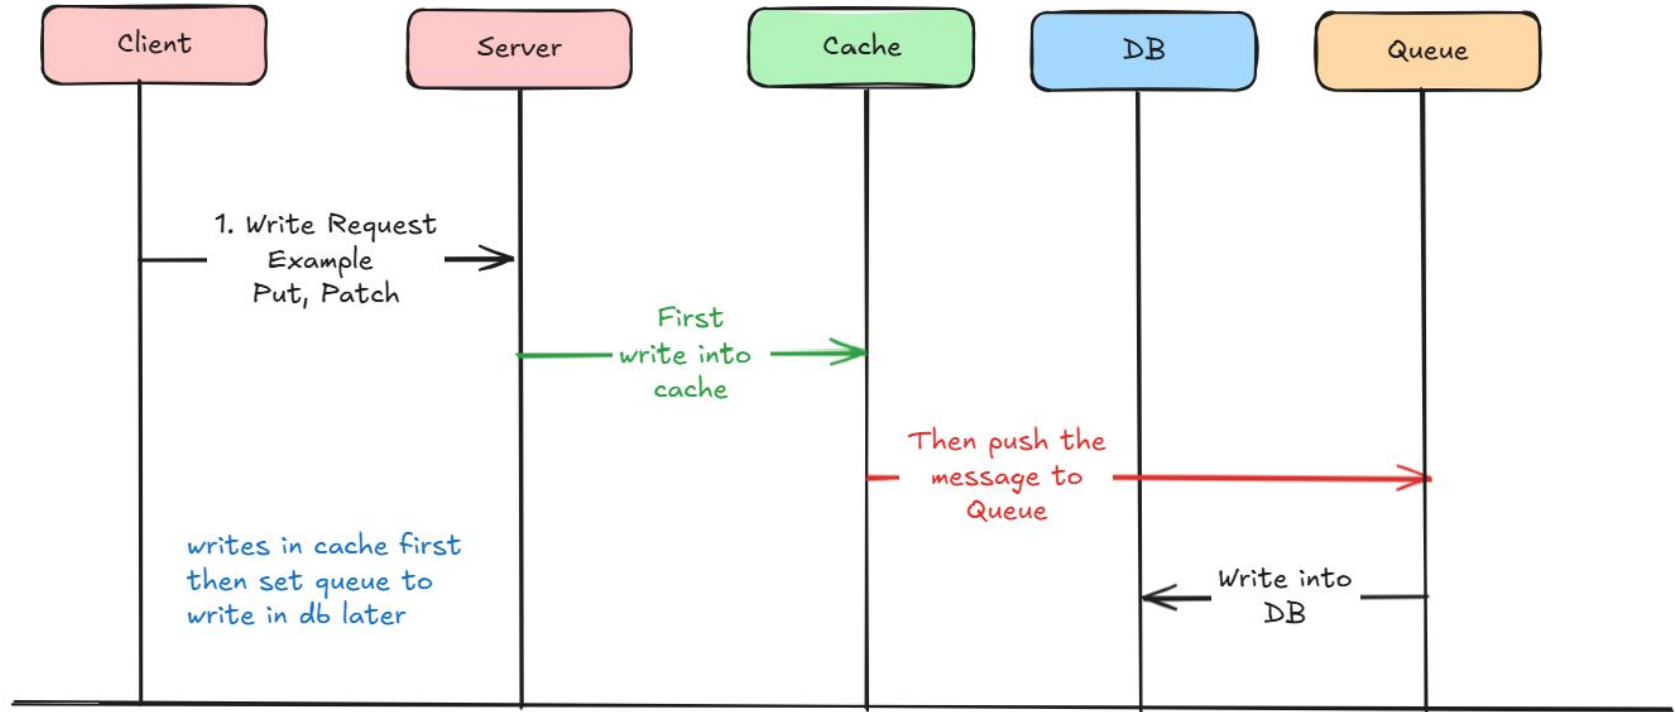 Client
Server
Cache
DB
Queue
1. Write Request
Example
Put, Patch
First
write into
cache
Then push the
message to
Queue
writes in cache first
then set queue to
write in db later
Write into
DB